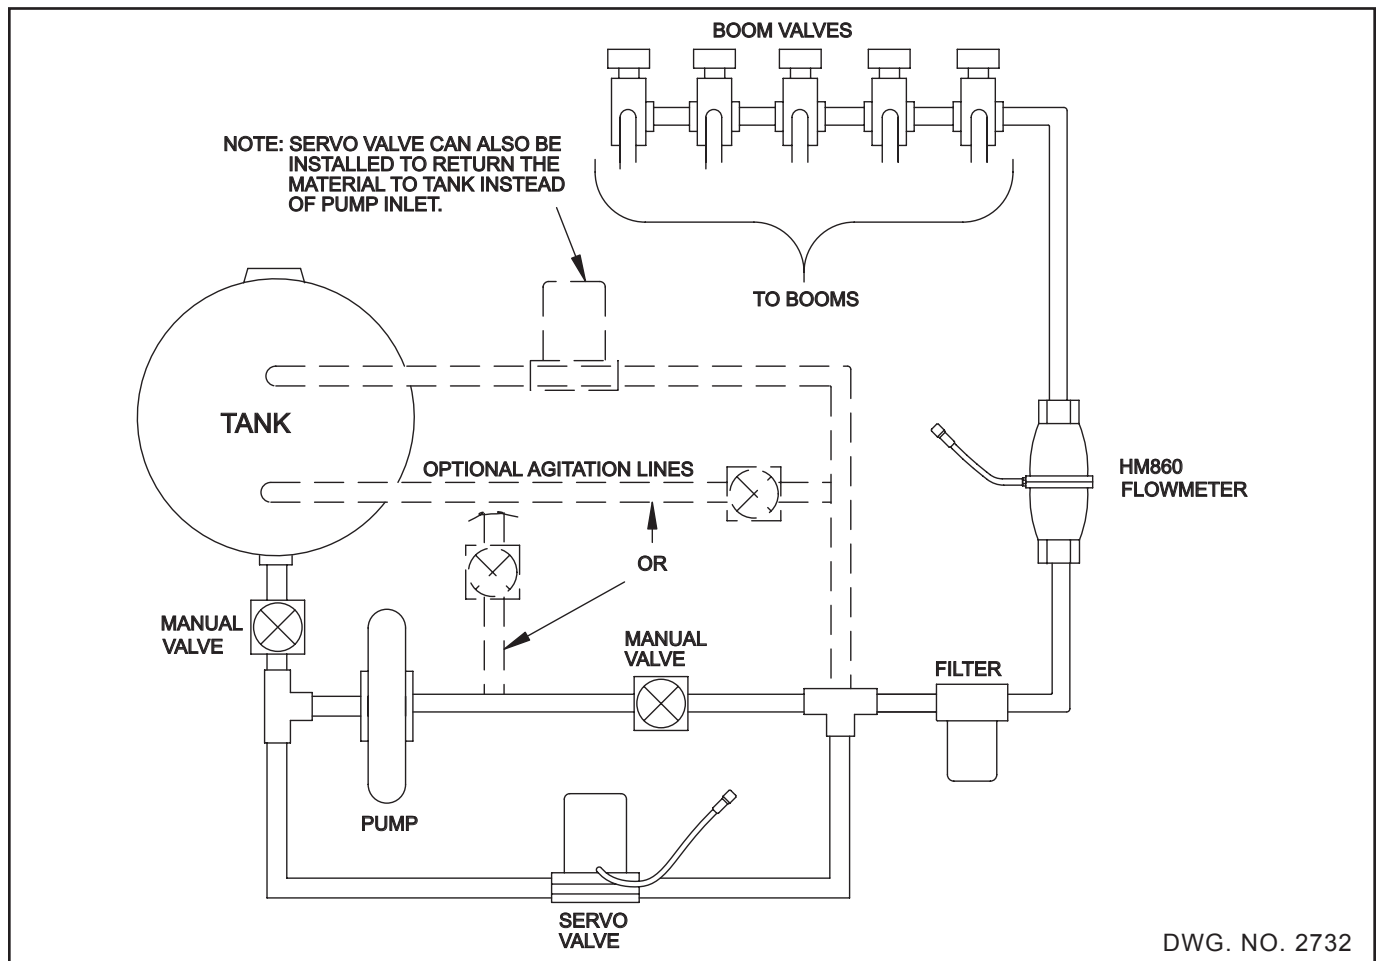 BOOM VALVES
NOTE: SERVO VALVE CAN ALSO BE
INSTALLED TO RETURN THE
MATERIAL TO TANK INSTEAD
OF PUMP INLET.
TO BOOMS
TANK
OPTIONAL AGITATION LINES
HM860
FLOWMETER
OR
MANUAL
VALVE
MANUAL
VALVE
FILTER
PUMP
SERVO
VALVE
DWG. NO. 2732